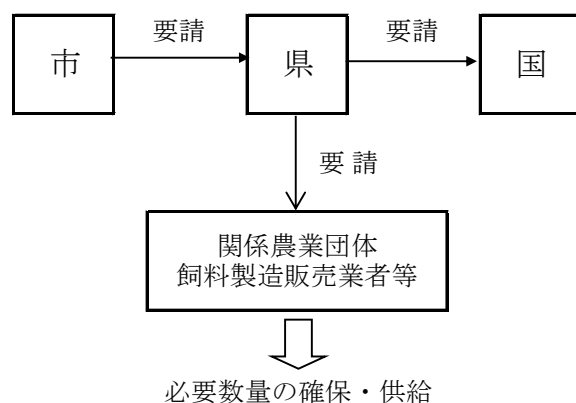 要請
要請
市
県
国
要 請
関係農業団体
飼料製造販売業者等
必要数量の確保・供給